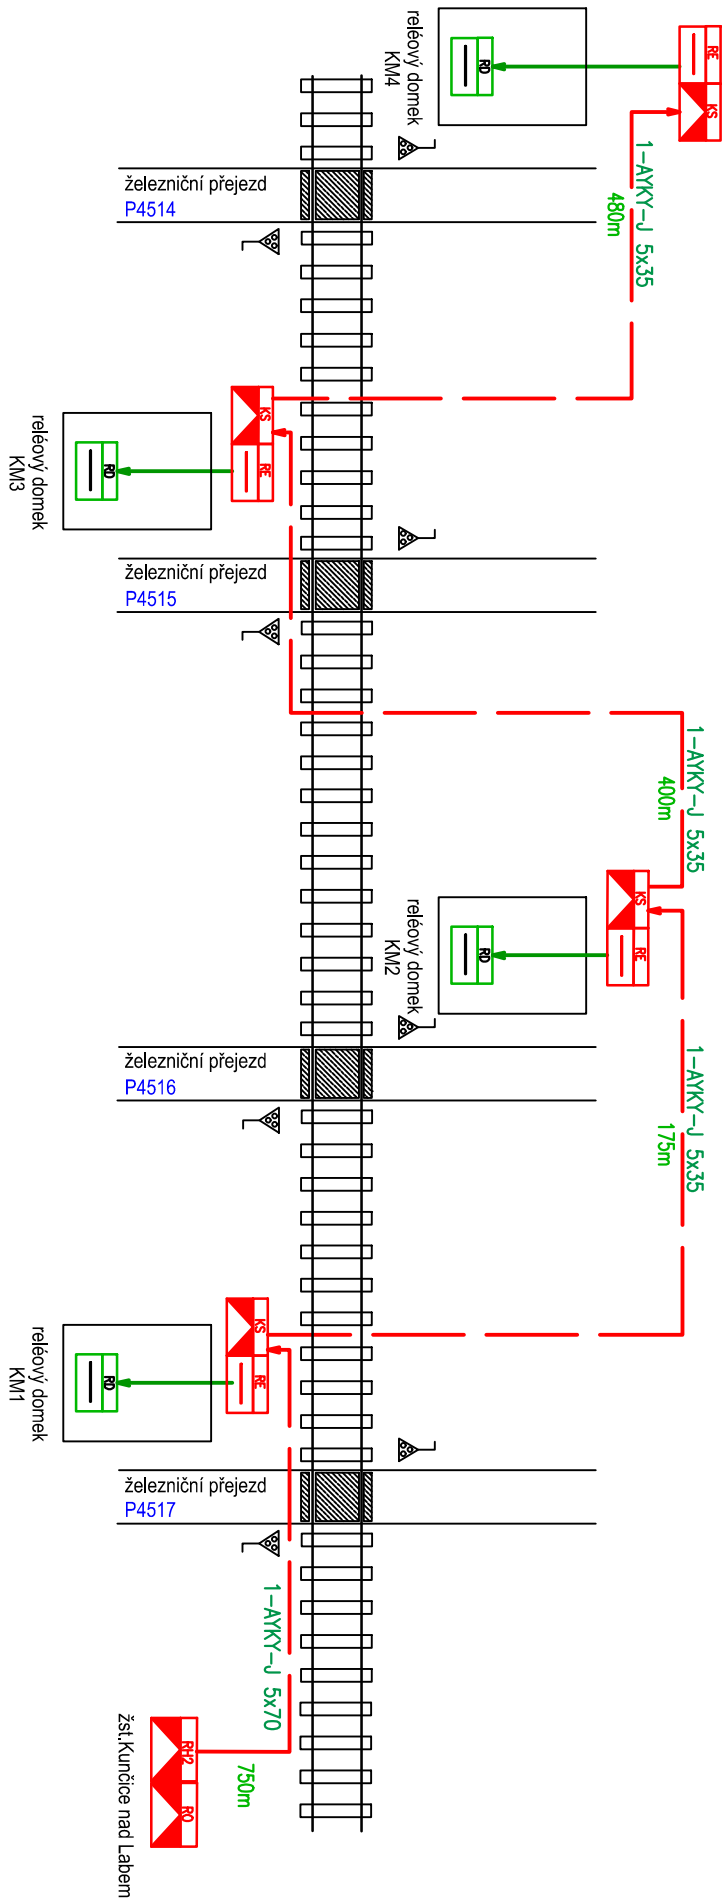 RE
KS
RD
reléový domek
KM4
1-AYKY-J 5x35
480m
železniční přejezd
P4514
KS
RE
RD
reléový domek
KM3
železniční přejezd
P4515
1-AYKY-J 5x35
400m
KS
RE
RD
reléový domek
KM2
1-AYKY-J 5x35
175m
železniční přejezd
P4516
KS
RE
RD
reléový domek
KM1
železniční přejezd
P4517
1-AYKY-J 5x70
750m
RH2
RO
žst.Kunčice nad Labem